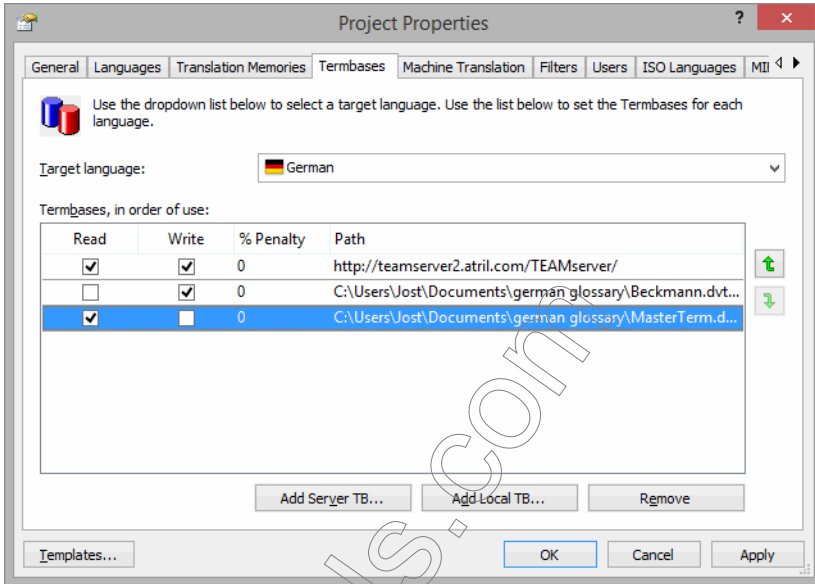 Project Properties
?
General Languages Translation Memories Termbases Machine Translation Filters Users ISO Languages
Use the dropdown list below to select a target language. Use the list below to set the Termbases for each
language.
Target language:
German
Termbases, in order of use:
Read Write % Penalty Path
0 http://teamserver2.atril.com/TEAMserver/
0 C:\Users\Jost\Documents\german glossary\Beckmann.dvt...
0 C:\Users\Jost\Documents\german glossary\MasterTerm.d...
Add Server TB... Add Local TB... Remove
Templates... OK Cancel Apply
s.com